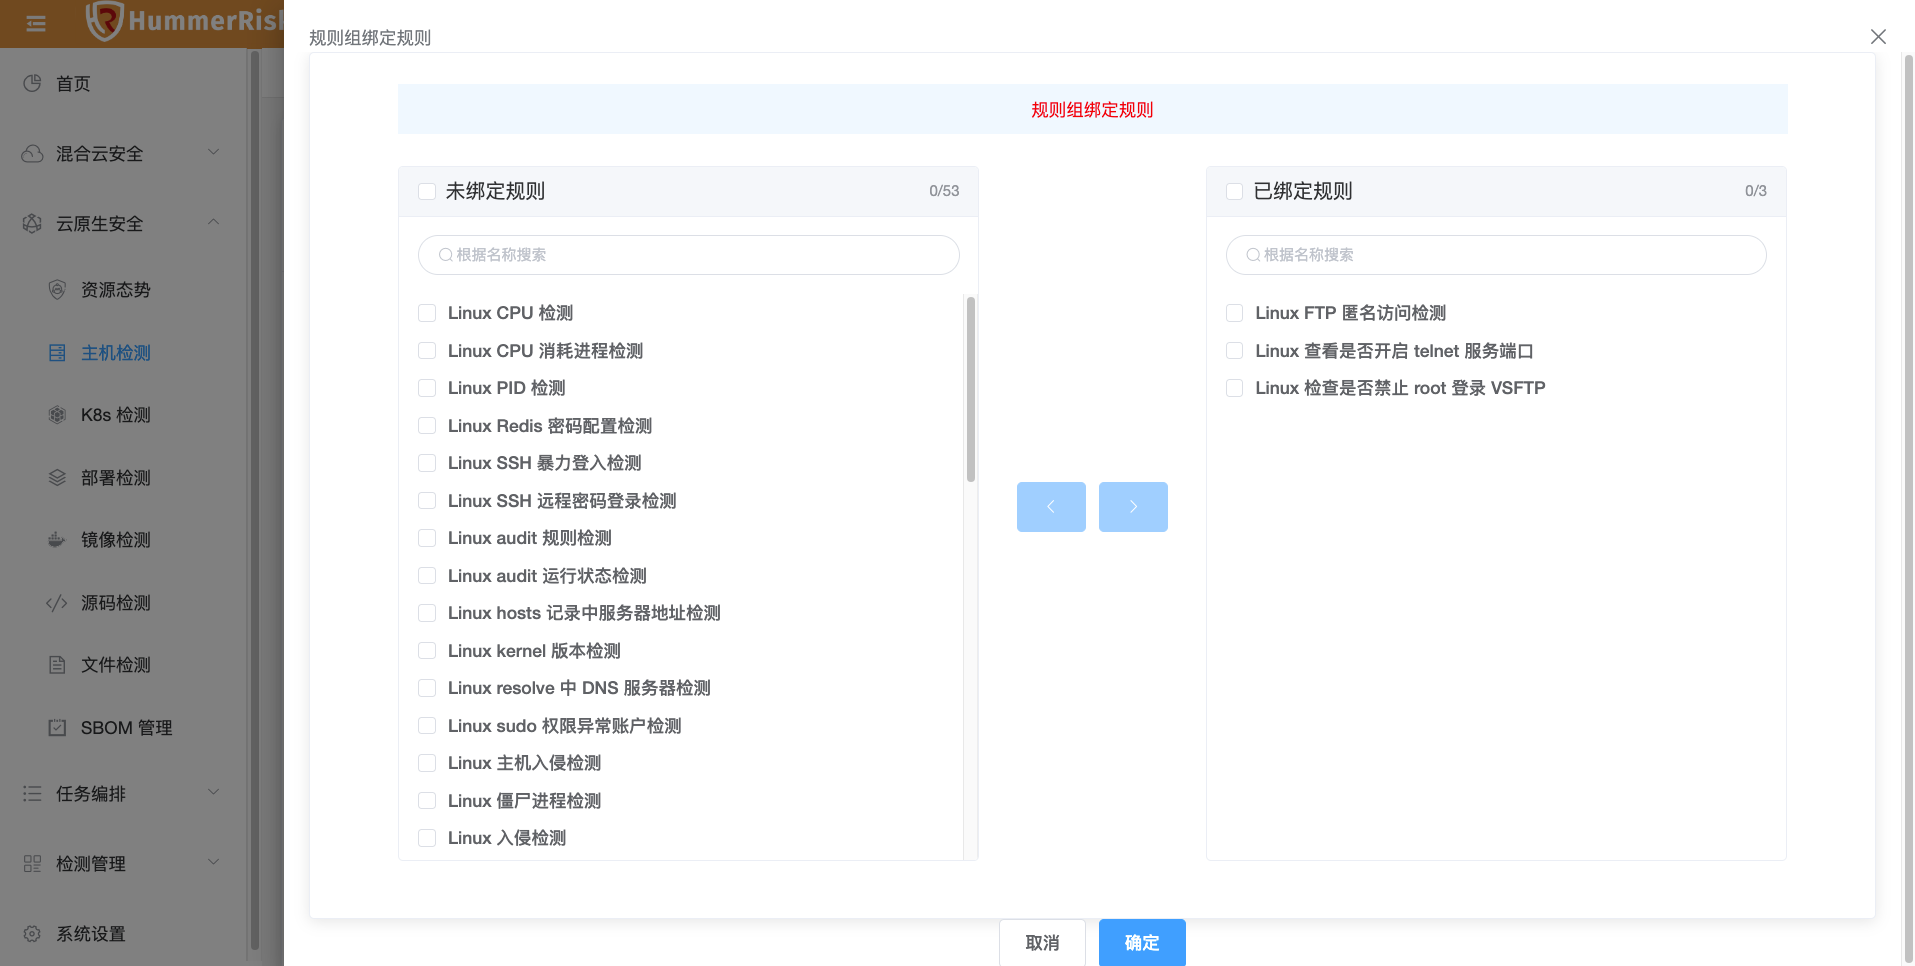 HummerRis
首页
混合云安全
云原生安全
资源态势
主机检测
K8s 检测
部署检测
镜像检测
源码检测
文件检测
SBOM 管理
任务编排
检测管理
系统设置
规则组绑定规则
规则组绑定规则
未绑定规则 0/53
根据名称搜索
Linux CPU 检测
Linux CPU 消耗进程检测
Linux PID 检测
Linux Redis 密码配置检测
Linux SSH 暴力登入检测
Linux SSH 远程密码登录检测
Linux audit 规则检测
Linux audit 运行状态检测
Linux hosts 记录中服务器地址检测
Linux kernel 版本检测
Linux resolve 中 DNS 服务器检测
Linux sudo 权限异常账户检测
Linux 主机入侵检测
Linux 僵尸进程检测
Linux 入侵检测
已绑定规则 0/3
根据名称搜索
Linux FTP 匿名访问检测
Linux 查看是否开启 telnet 服务端口
Linux 检查是否禁止 root 登录 VSFTP
取消
确定